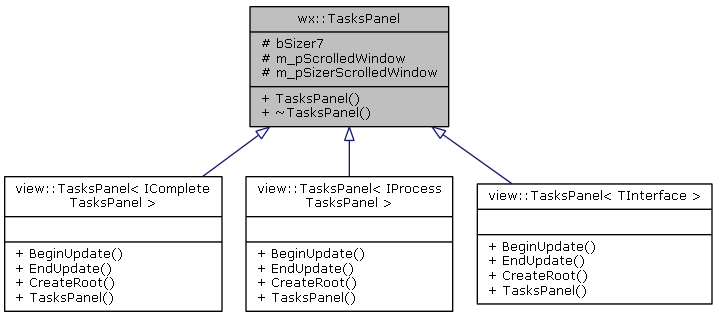 wx::TasksPanel
# bSizer7
# m_pScrolledWindow
# m_pSizerScrolledWindow
+ TasksPanel()
+ ~TasksPanel()
view::TasksPanel< IComplete
TasksPanel >
+ BeginUpdate()
+ EndUpdate()
+ CreateRoot()
+ TasksPanel()
view::TasksPanel< IProcess
TasksPanel >
+ BeginUpdate()
+ EndUpdate()
+ CreateRoot()
+ TasksPanel()
view::TasksPanel< TInterface >
+ BeginUpdate()
+ EndUpdate()
+ CreateRoot()
+ TasksPanel()